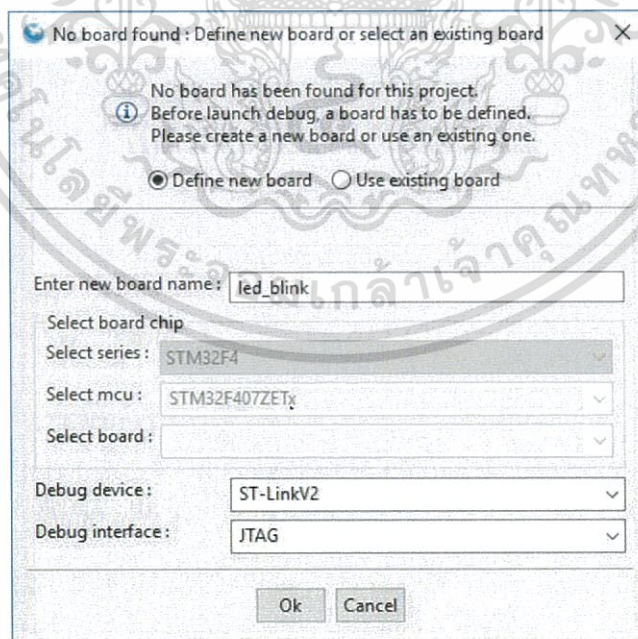 No board found : Define new board or select an existing board
No board has been found for this project.
Before launch debug, a board has to be defined.
Please create a new board or use an existing one.
Define new board Use existing board
Enter new board name : led_blink
Select board chip
Select series : STM32F4
Select mcu : STM32F407ZETx
Select board :
Debug device : ST-LinkV2
Debug interface : JTAG
Ok Cancel